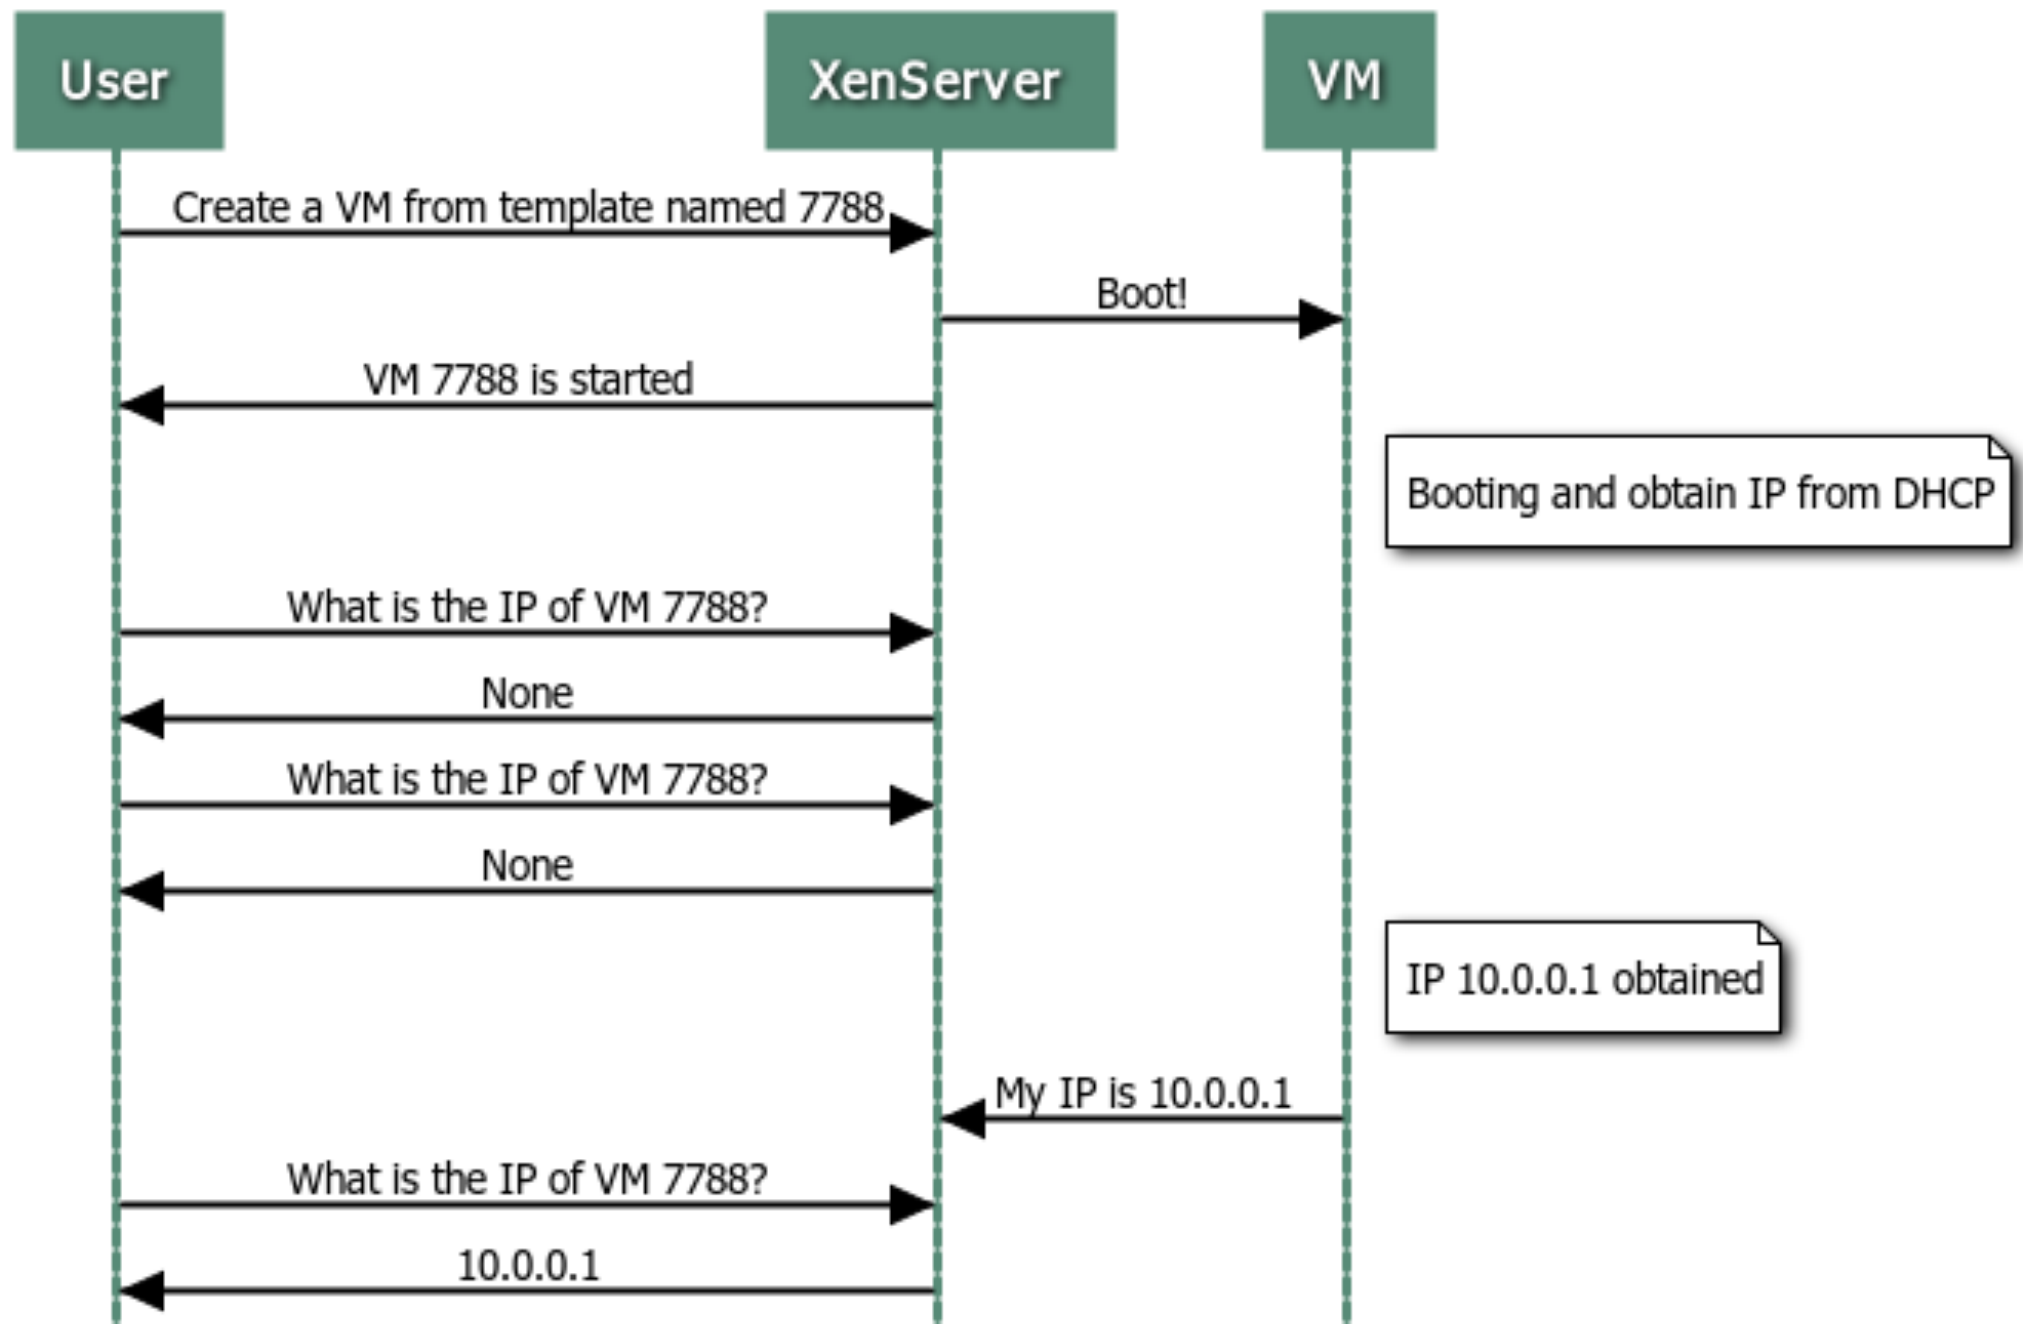 User
XenServer
VM
Create a VM from template named 7788
Boot!
VM 7788 is started
Booting and obtain IP from DHCP
What is the IP of VM 7788?
None
What is the IP of VM 7788?
None
IP 10.0.0.1 obtained
My IP is 10.0.0.1
What is the IP of VM 7788?
10.0.0.1